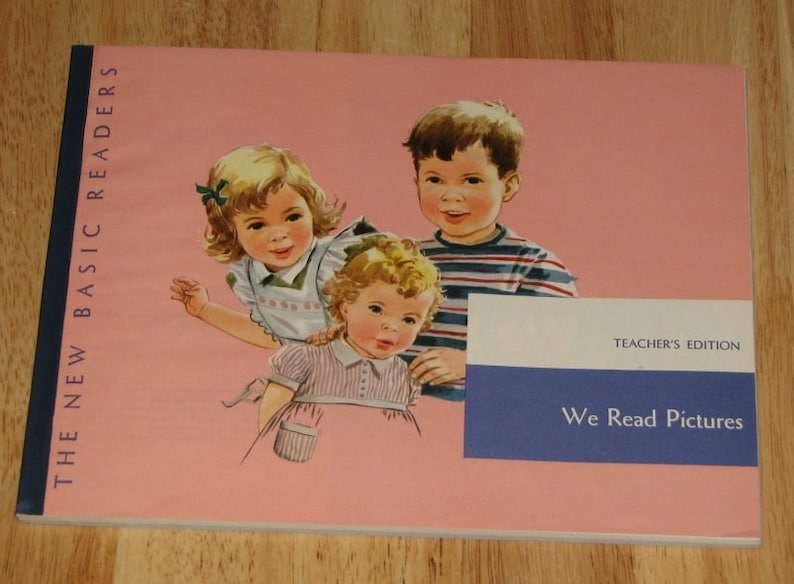 THE NEW BASIC READERS
TEACHER'S EDITION
We Read Pictures